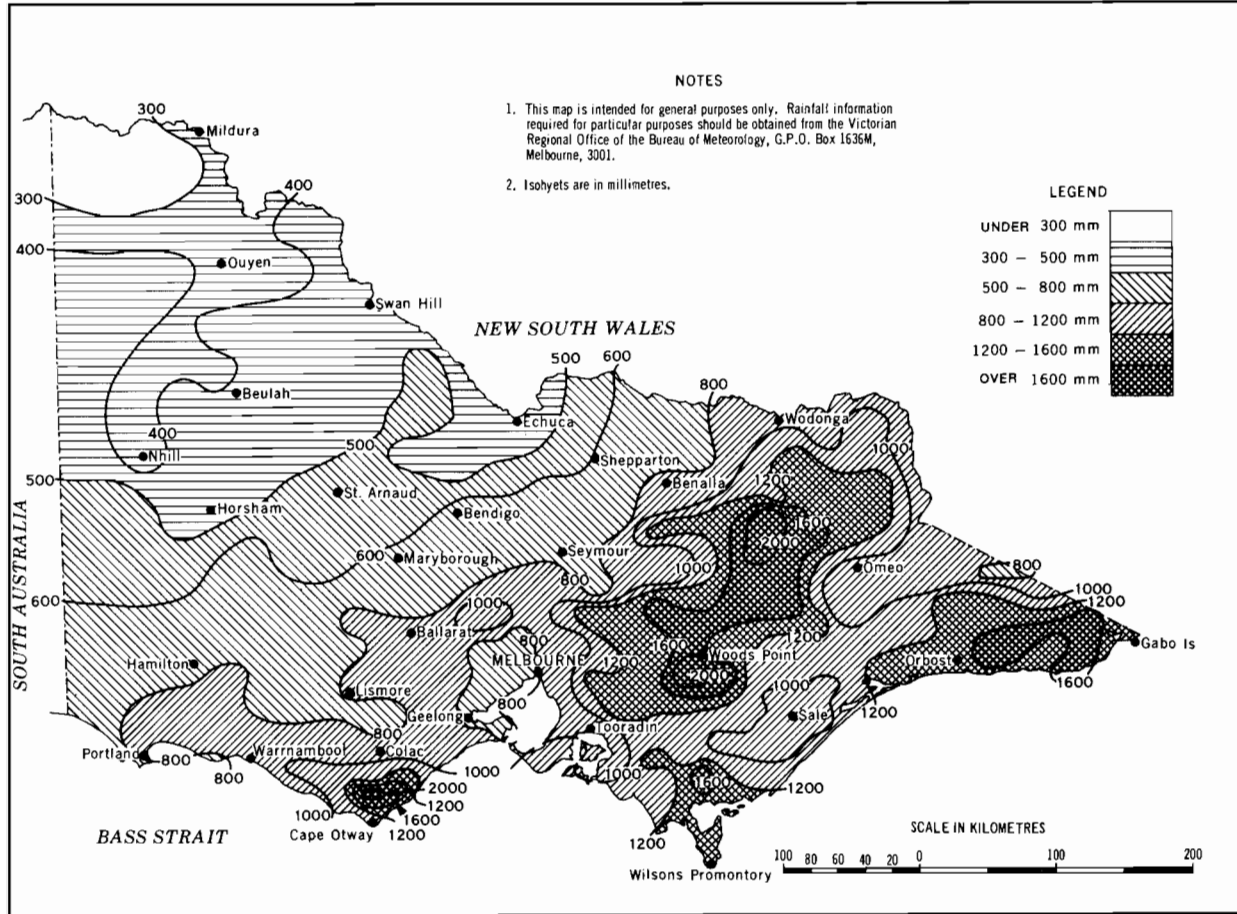 NOTES
1. This map is intended for general purposes only. Rainfall information
required for particular purposes should be obtained from the Victorian
Regional Office of the Bureau of Meteorology, G.P.O. Box 1636M,
Melbourne, 3001.
2. Isohyets are in millimetres.
LEGEND
UNDER 300 mm
300 – 500 mm
500 – 800 mm
800 – 1200 mm
1200 – 1600 mm
OVER 1600 mm
300
Mildura
400
300
400
Ouyen
Swan Hill
NEW SOUTH WALES
500
600
800
Beulah
Echuca
Wodonga
400
500
1000
Nhill
Shepparton
1200
500
St. Arnaud
Benalla
Horsham
Bendigo
1600
2000
600
Maryborough
Seymour
1000
Omeo
800
800
1000
600
1000
1200
SOUTH AUSTRALIA
Ballarat
800
1200
Gabo Is
Hamilton
MELBOURNE
1600
Woods Point
Orbost
1200
2000
1600
Lismore
1000
800
Geelong
Sale
1200
Tooradin
800
Portland
800
Warrnambool
Colac
800
1000
1000
2000
1600
1200
1000
1200
1600
BASS STRAIT
Cape Otway
1200
1200
SCALE IN KILOMETRES
100 80 60 40 20 0 100 200
Wilsons Promontory